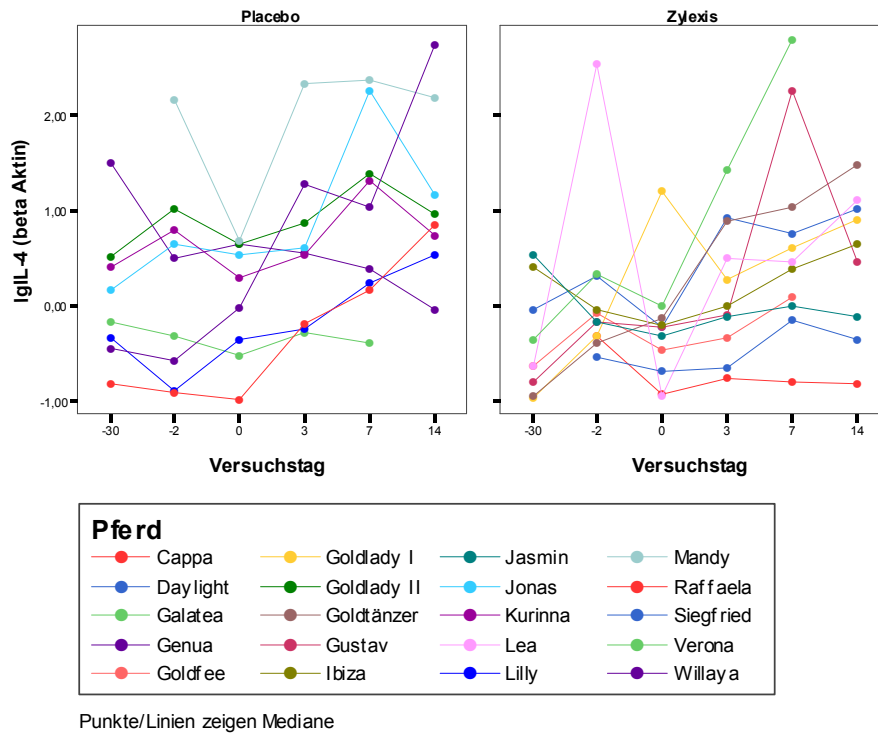 Placebo
Zylexis
lgIL-4 (beta Aktin)
2,00
1,00
0,00
-1,00
-30 -2 0 3 7 14
-30 -2 0 3 7 14
Versuchstag
Versuchstag
Pferd
Cappa Goldlady I Jasmin Mandy
Daylight Goldlady II Jonas Raffaela
Galatea Goldtänzer Kurinna Siegfried
Genua Gustav Lea Verona
Goldfee Ibiza Lilly Willaya
Punkte/Linien zeigen Mediane